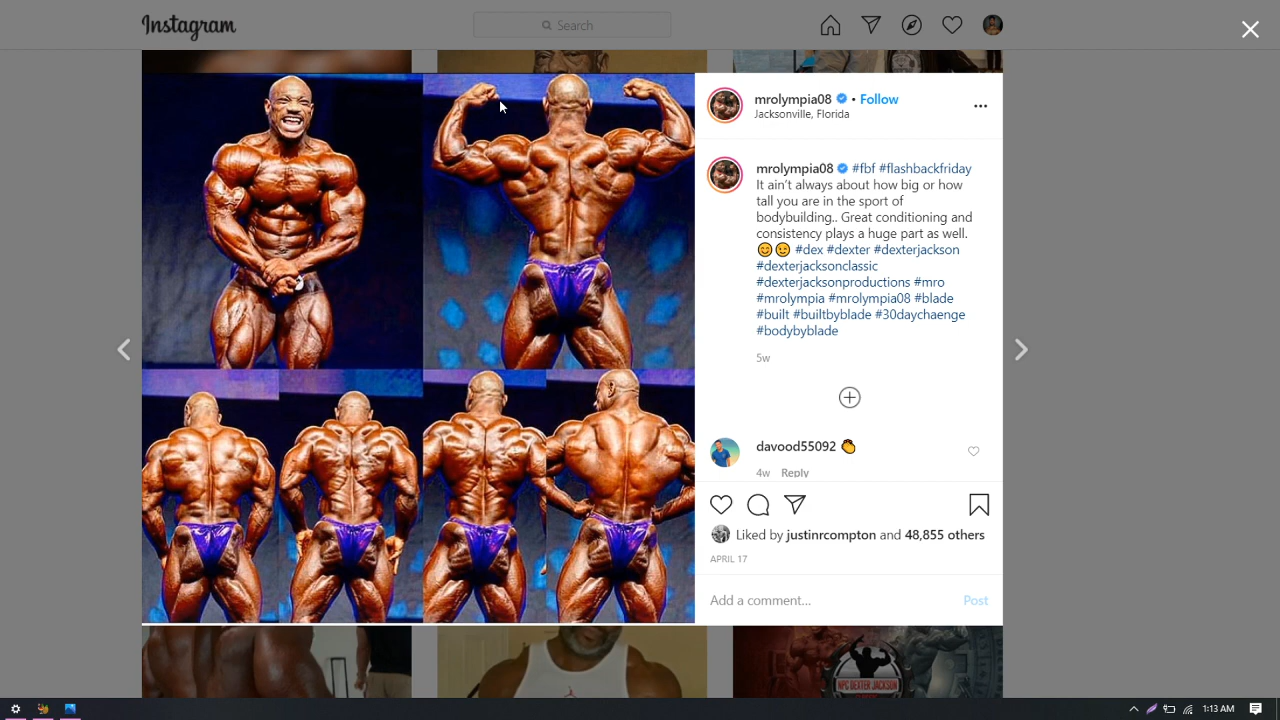 Instagram
Search
mrolympia08 • Follow
Jacksonville, Florida
mrolympia08 #fbf #flashbackfriday
It ain't always about how big or how
tall you are in the sport of
bodybuilding.. Great conditioning and
consistency plays a huge part as well.
😊😉 #dex #dexter #dexterjackson
#dexterjacksonclassic
#dexterjacksonproductions #mro
#mrolympia #mrolympia08 #blade
#built #builtbyblade #30daychaenge
#bodybyblade
5w
davood55092 👏
4w Reply
Liked by justinrcompton and 48,855 others
APRIL 17
Add a comment... Post
NPC DEXTER JACKSON
1:13 AM